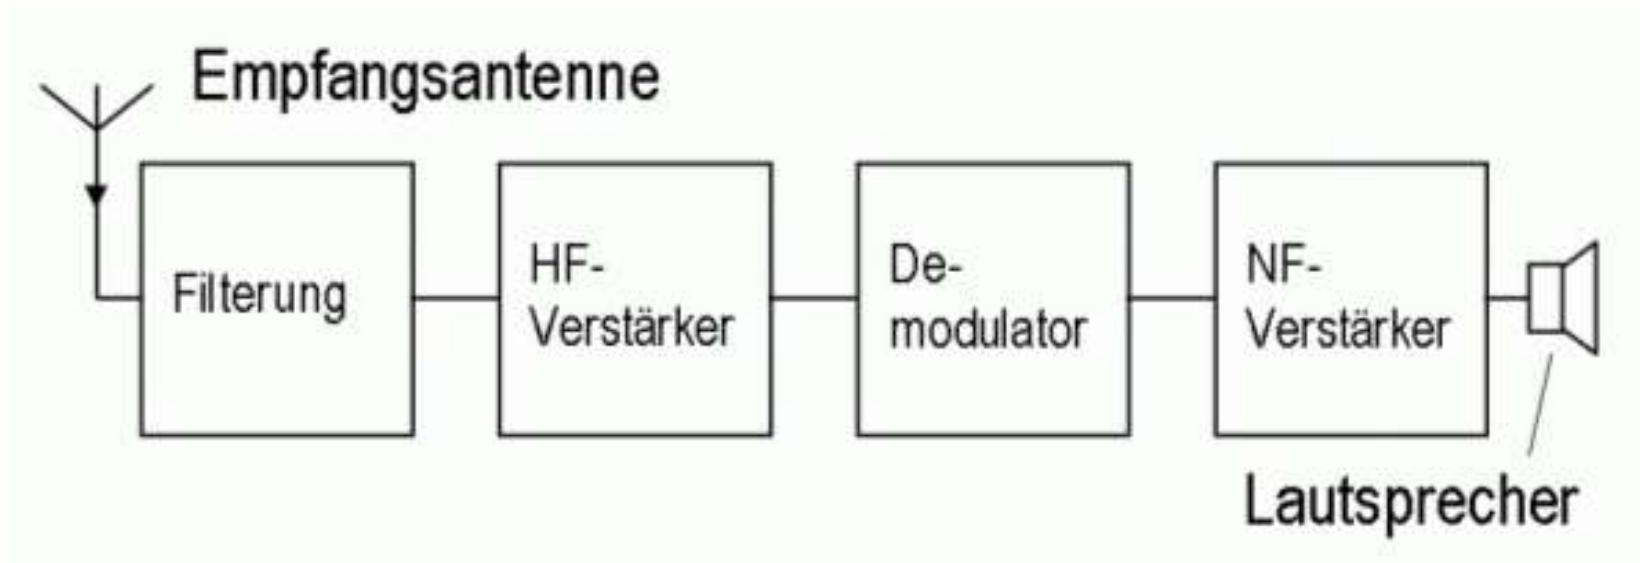 Empfangsantenne
Filterung
HF-
Verstärker
De-
modulator
NF-
Verstärker
Lautsprecher